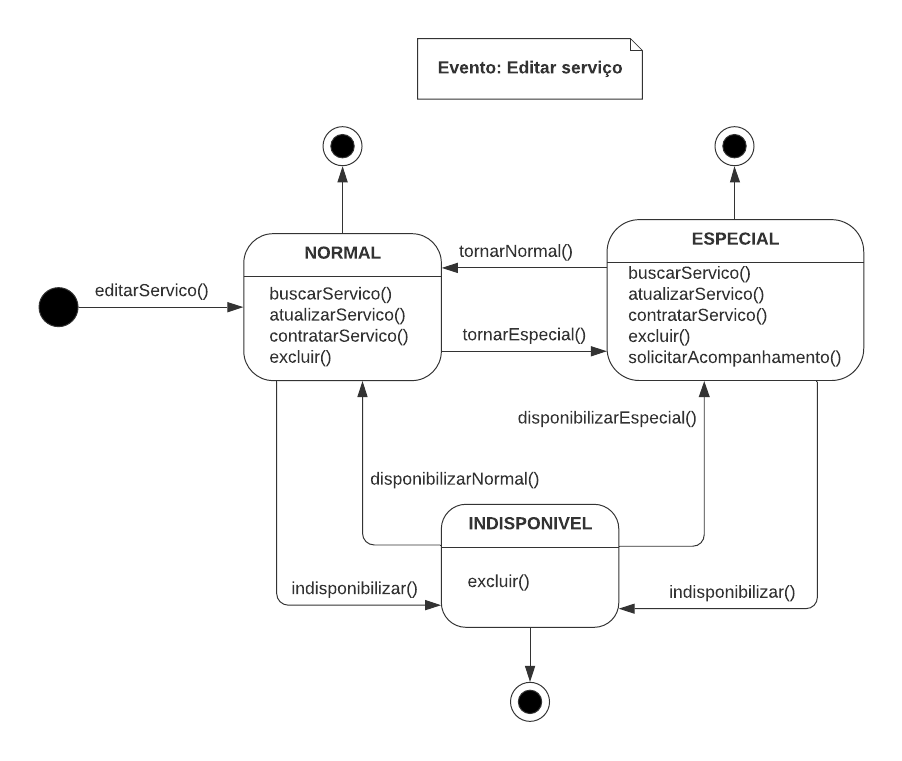 Evento: Editar serviço
NORMAL
buscarServico()
atualizarServico()
contratarServico()
excluir()
ESPECIAL
buscarServico()
atualizarServico()
contratarServico()
excluir()
solicitarAcompanhamento()
tornarNormal()
editarServico()
tornarEspecial()
disponibilizarEspecial()
disponibilizarNormal()
INDISPONIVEL
excluir()
indisponibilizar()
indisponibilizar()